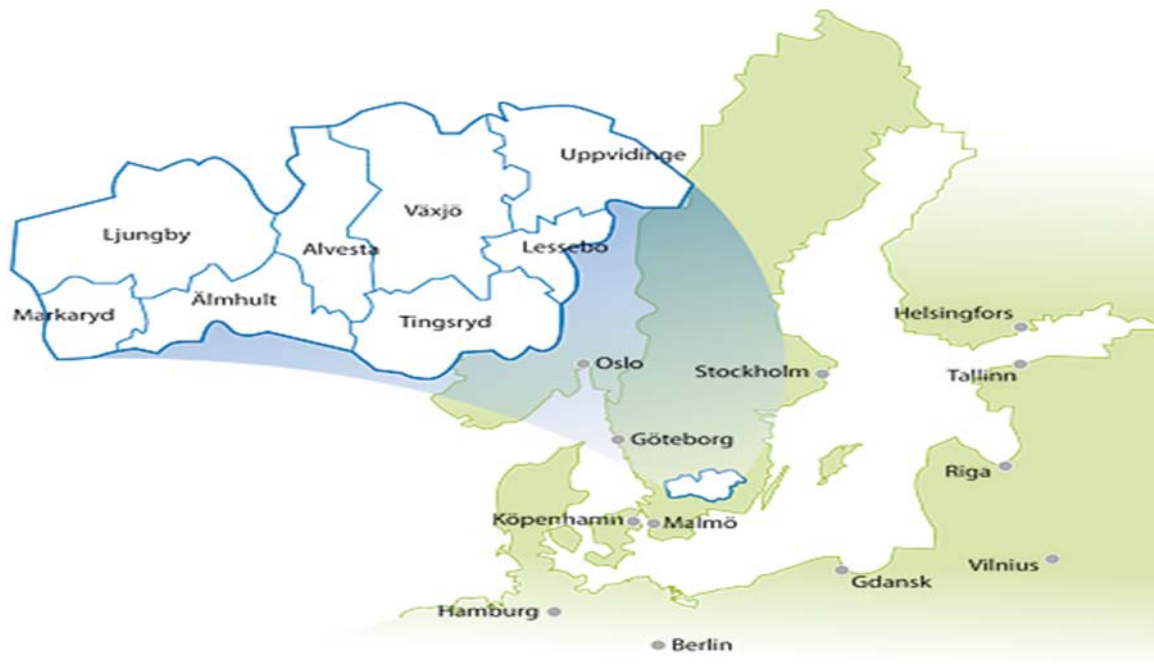 Uppvidinge
Växjö
Ljungby
Alvesta
Lessebo
Älmhult
Markaryd
Tingsryd
Helsingfors
Oslo
Stockholm
Tallinn
Göteborg
Riga
Köpenhamn
Malmö
Vilnius
Gdansk
Hamburg
Berlin